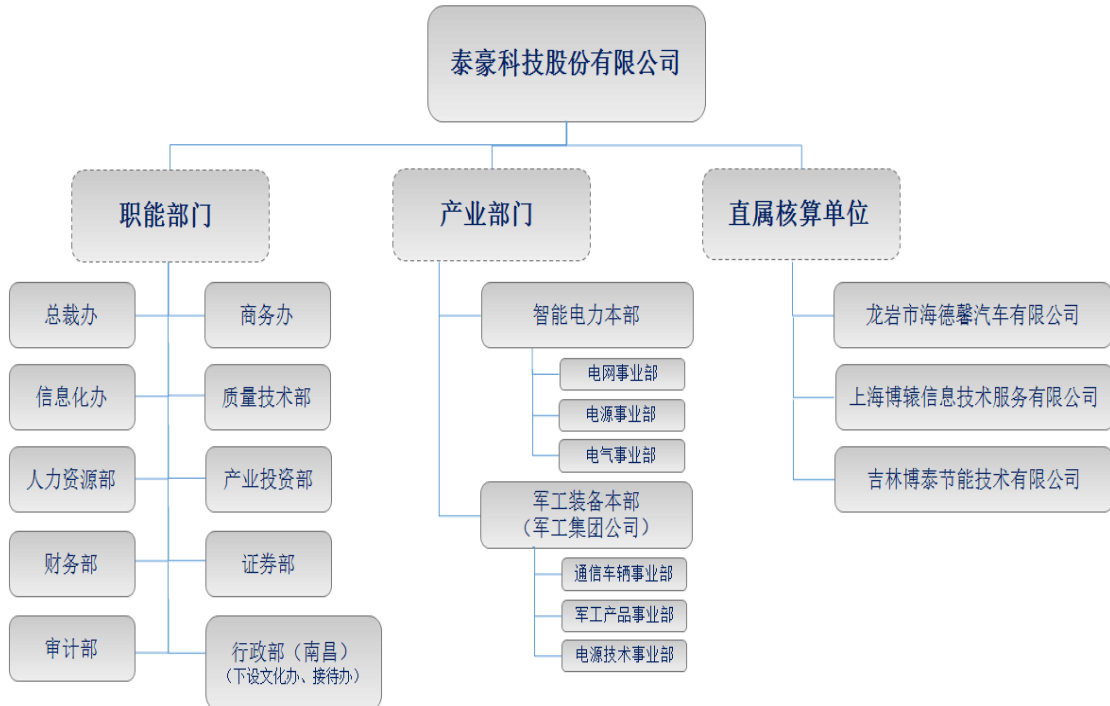 泰豪科技股份有限公司
职能部门
产业部门
直属核算单位
总裁办
商务办
信息化办
质量技术部
人力资源部
产业投资部
财务部
证券部
审计部
行政部（南昌）
（下设文化办、接待办）
智能电力本部
电网事业部
电源事业部
电气事业部
军工装备本部
（军工集团公司）
通信车辆事业部
军工产品事业部
电源技术事业部
龙岩市海德馨汽车有限公司
上海博辕信息技术服务有限公司
吉林博泰节能技术有限公司